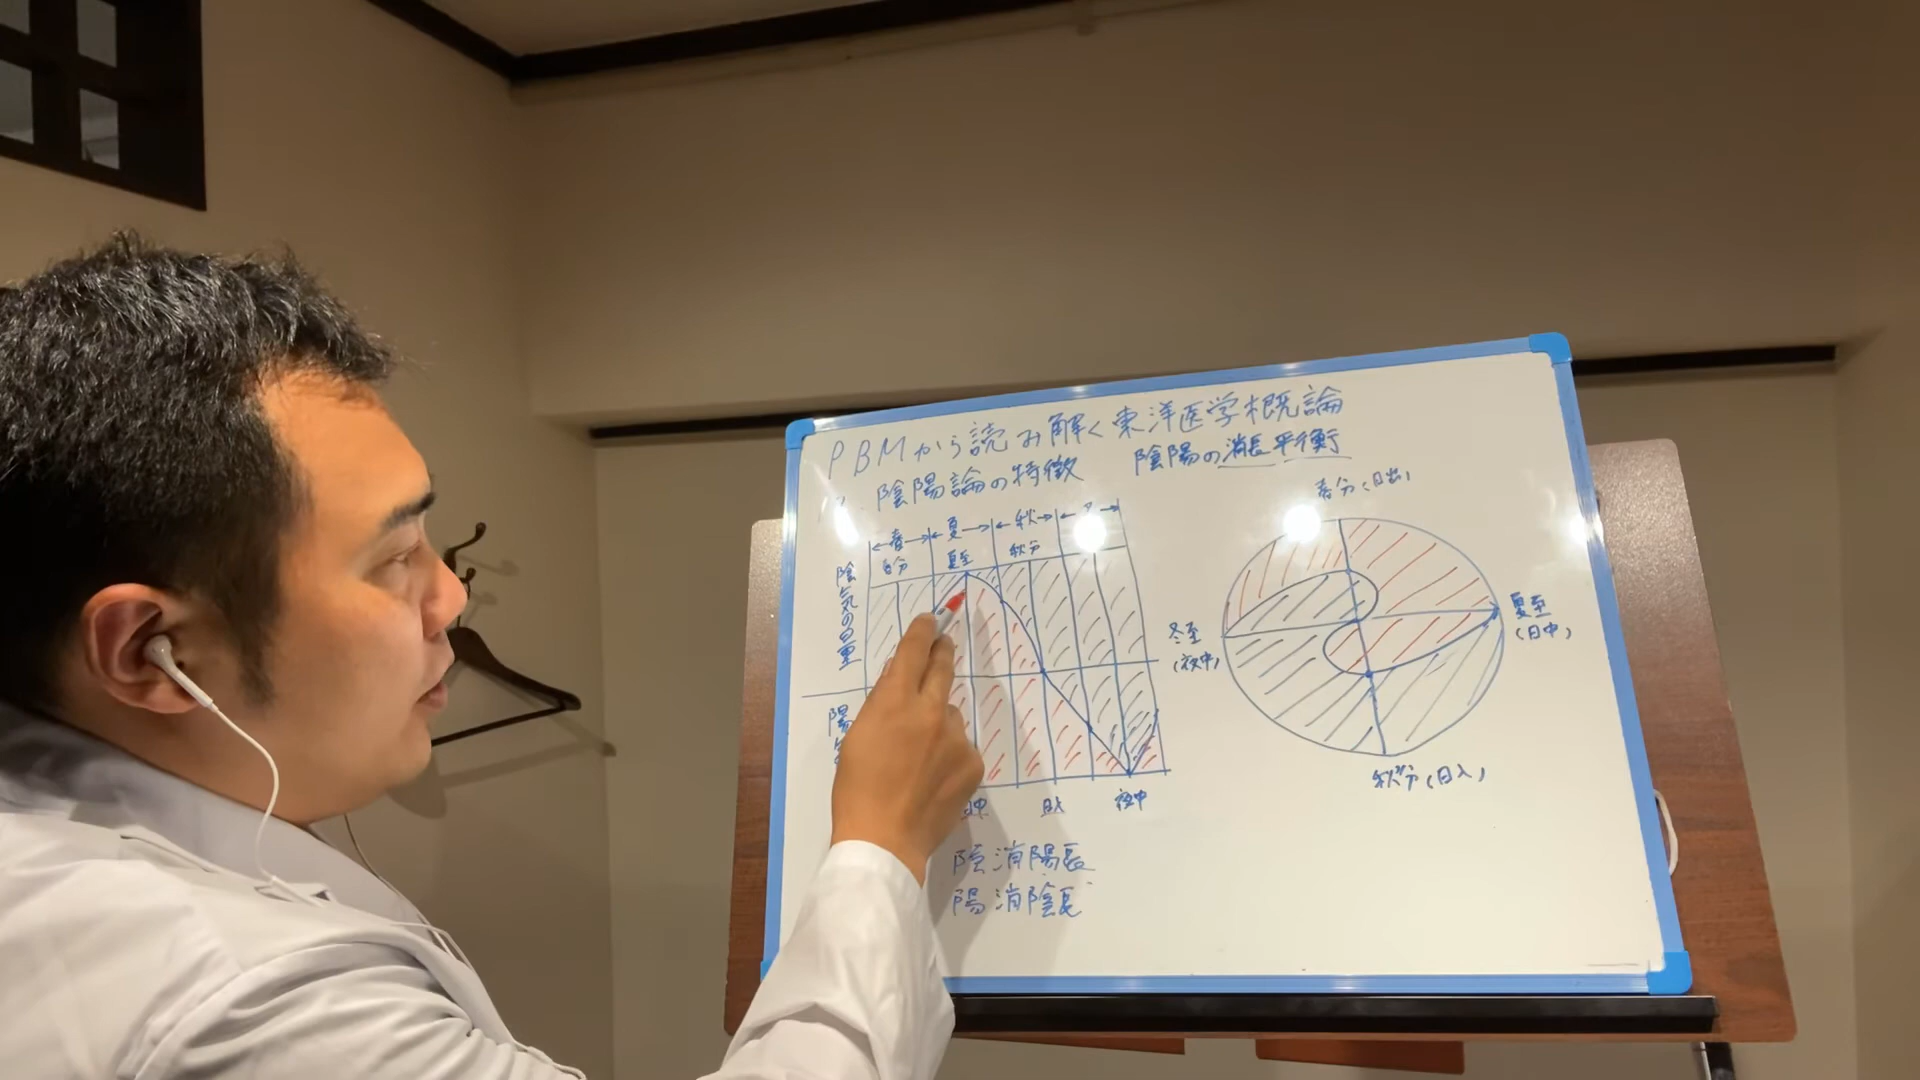 PBMから読み解く東洋医学概論
陰陽論の特徴 陰陽の消長平衡
春 夏 秋
夏至 秋分
陰気の量
陽
日中 日入 夜中
陰消陽長
陽消陰長
春分(日出)
冬至
(夜中)
夏至
(日中)
秋分(日入)